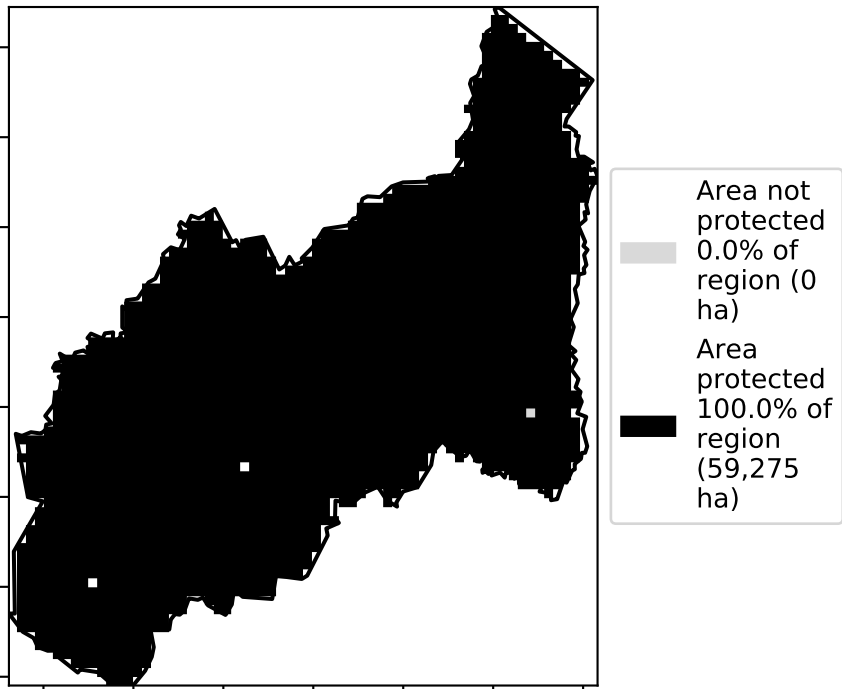 Area not
protected
0.0% of
region (0
ha)
Area
protected
100.0% of
region
(59,275
ha)